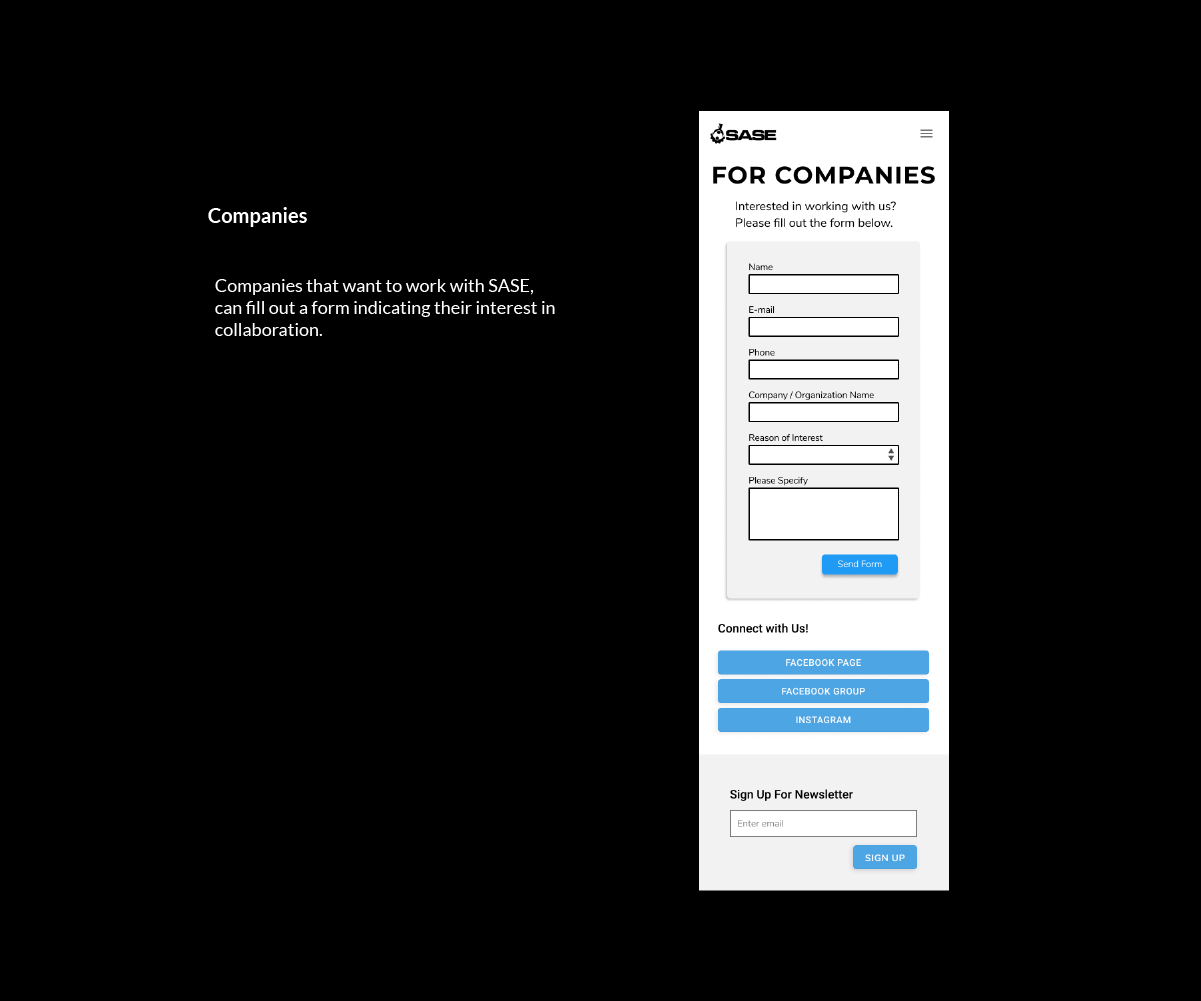 Companies
Companies that want to work with SASE,
can fill out a form indicating their interest in
collaboration.
SASE
FOR COMPANIES
Interested in working with us?
Please fill out the form below.
Name
E-mail
Phone
Company / Organization Name
Reason of Interest
Please Specify
Send Form
Connect with Us!
FACEBOOK PAGE
FACEBOOK GROUP
INSTAGRAM
Sign Up For Newsletter
Enter email
SIGN UP